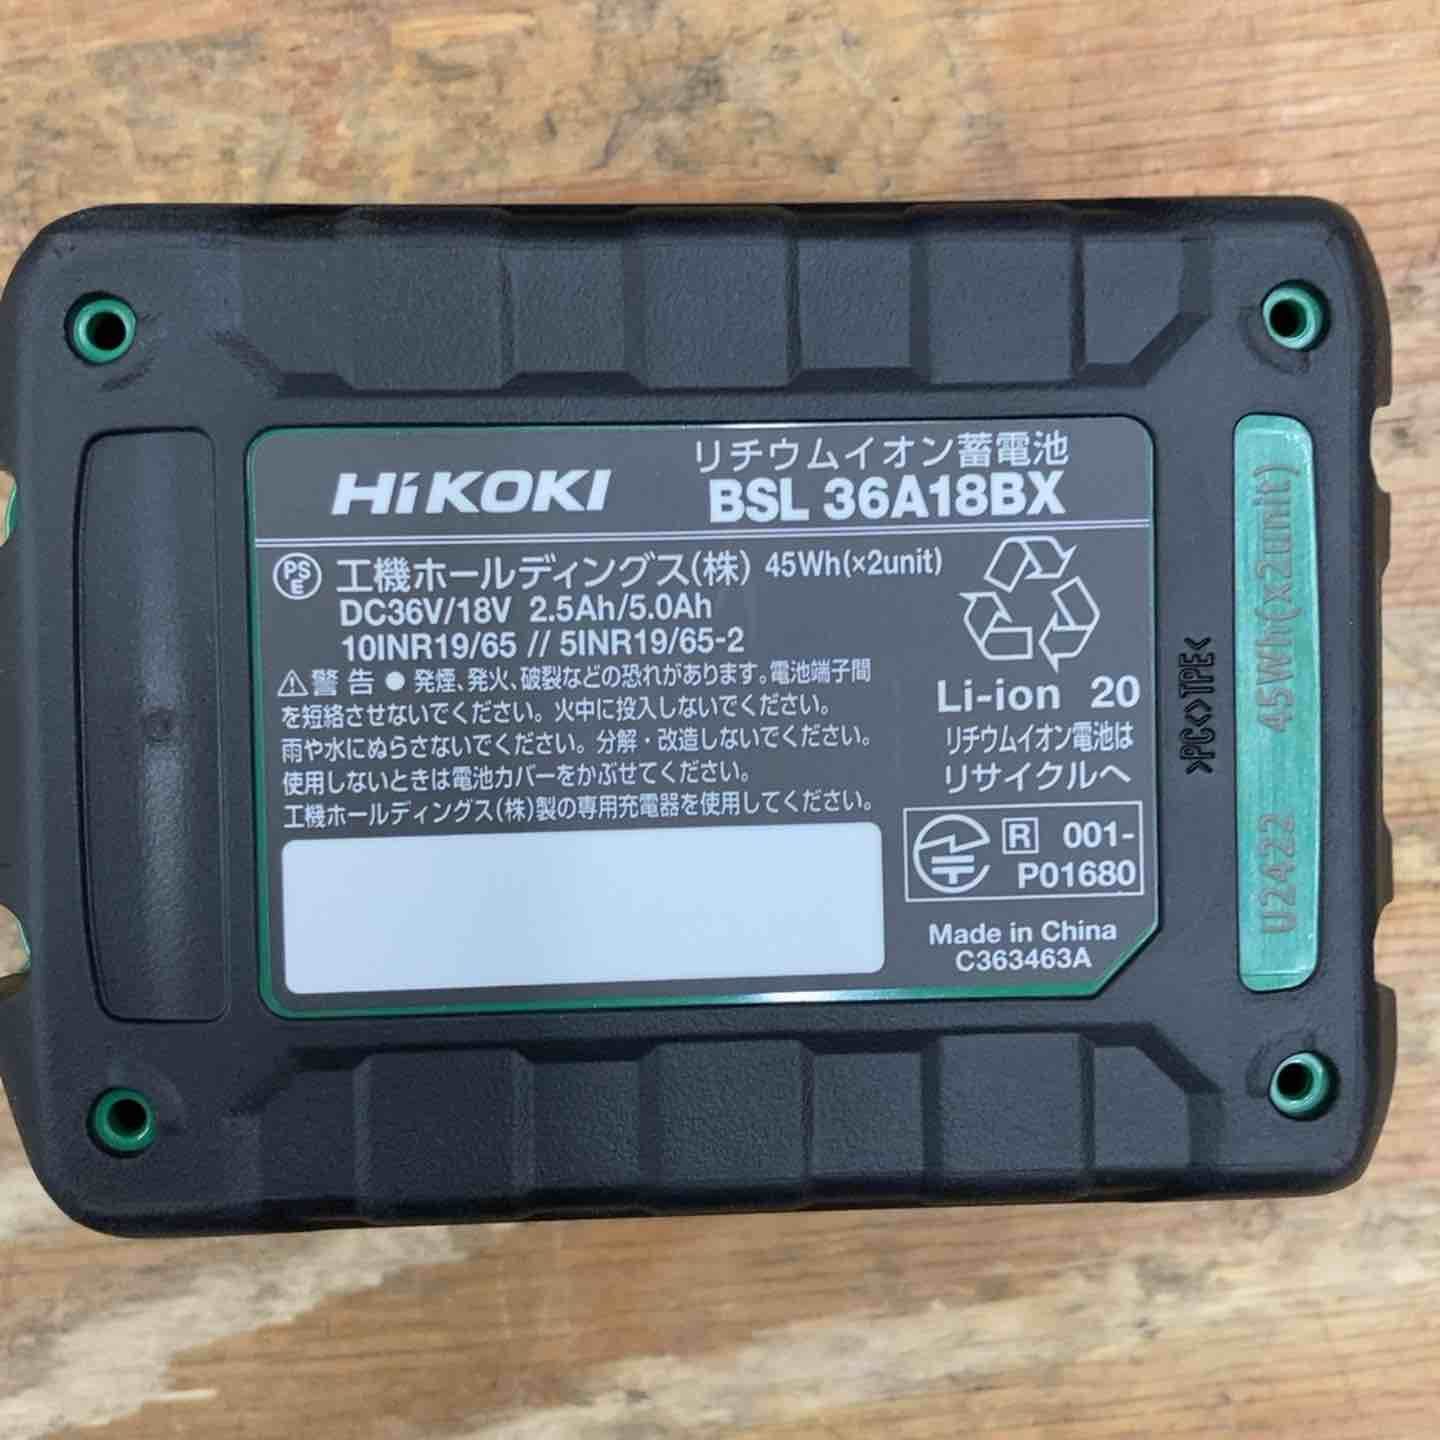 HiKOKI
リチウムイオン蓄電池
BSL 36A18BX
PSE
工機ホールディングス(株) 45Wh(×2unit)
DC36V/18V 2.5Ah/5.0Ah
10INR19/65 // 5INR19/65-2
⚠警告 ● 発煙、発火、破裂などの恐れがあります。電池端子間
を短絡させないでください。火中に投入しないでください。
雨や水にぬらさないでください。分解・改造しないでください。
使用しないときは電池カバーをかぶせてください。
工機ホールディングス(株)製の専用充電器を使用してください。
Li-ion 20
リチウムイオン電池は
リサイクルへ
R 001-
P01680
Made in China
C363463A
>PC<>TPE<
U2422 45Wh(x2unit)